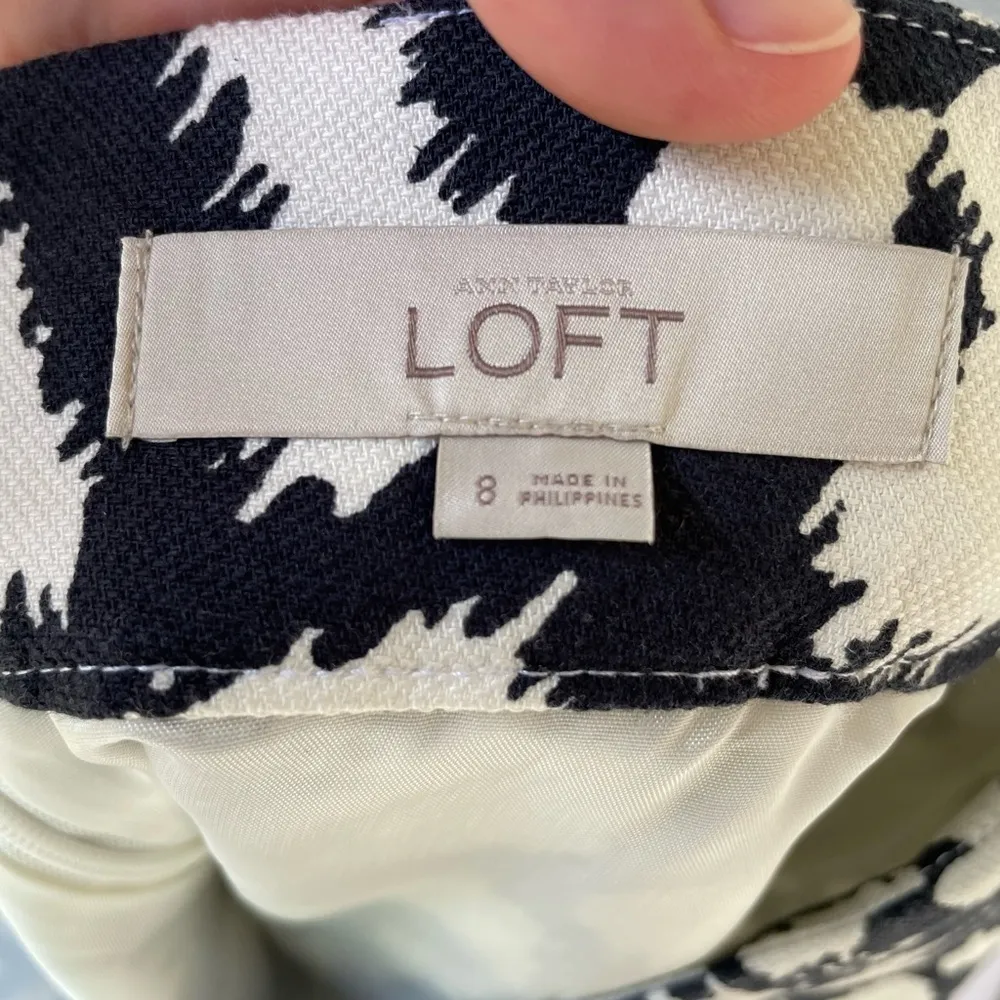 ANN TAYLOR
LOFT
8
MADE IN
PHILIPPINES